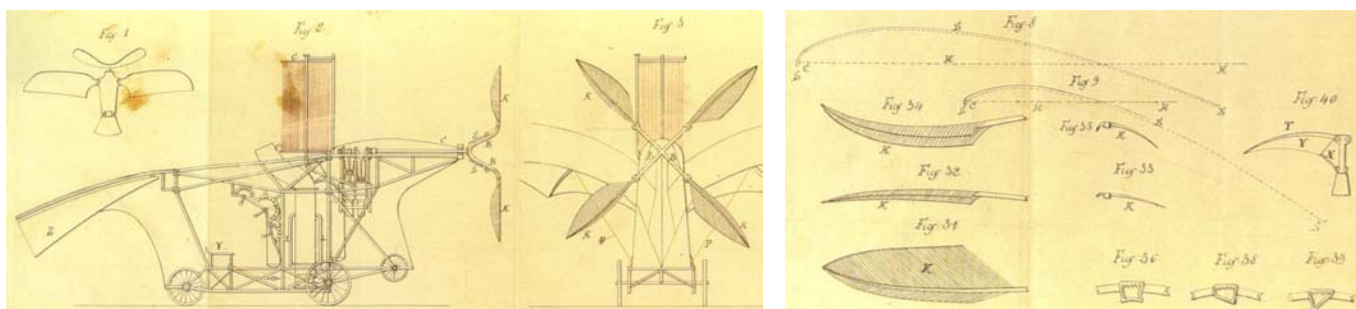 Fig. 1
Fig. 2
Fig. 3
C
K
K
K
K
K
K
C
Z
V
P
P
Fig. 8
S
C
S
H
H
Fig. 9
S
C
H
H
S
S
S
Fig. 34
K
Fig. 35
K
Fig. 40
T
V
X
Fig. 32
K
Fig. 33
K
Fig. 31
K
Fig. 36
Fig. 38
Fig. 39